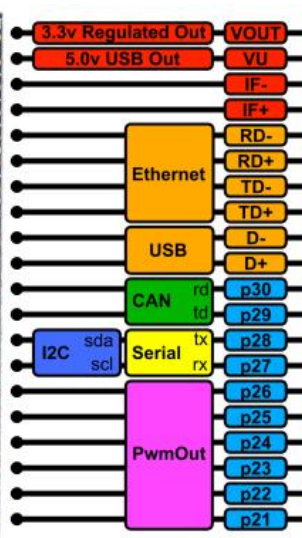 3.3v Regulated Out VOUT
5.0v USB Out VU
IF-
IF+
RD-
Ethernet RD+
TD-
TD+
USB D-
D+
CAN rd p30
td p29
I2C sda Serial tx p28
scl rx p27
p26
p25
PwmOut p24
p23
p22
p21